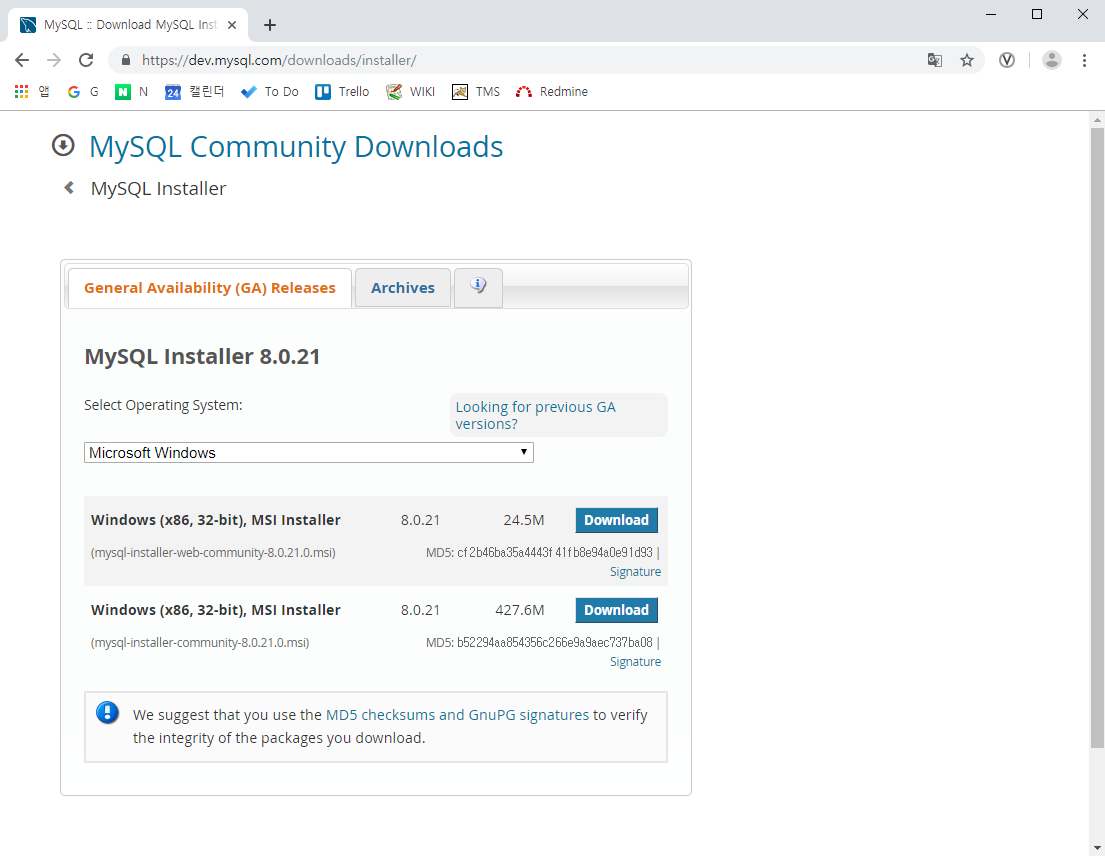 MySQL :: Download MySQL Inst
https://dev.mysql.com/downloads/installer/
앱 G N 24 캘린더 To Do Trello WIKI TMS Redmine
MySQL Community Downloads
MySQL Installer
General Availability (GA) Releases Archives
MySQL Installer 8.0.21
Select Operating System:
Looking for previous GA
versions?
Microsoft Windows
Windows (x86, 32-bit), MSI Installer 8.0.21 24.5M Download
(mysql-installer-web-community-8.0.21.0.msi) MD5: cf2b46ba35a4443f41fb8e94a0e91d93 |
Signature
Windows (x86, 32-bit), MSI Installer 8.0.21 427.6M Download
(mysql-installer-community-8.0.21.0.msi) MD5: b52294aa854356c266e9a9aec737ba08 |
Signature
We suggest that you use the MD5 checksums and GnuPG signatures to verify
the integrity of the packages you download.